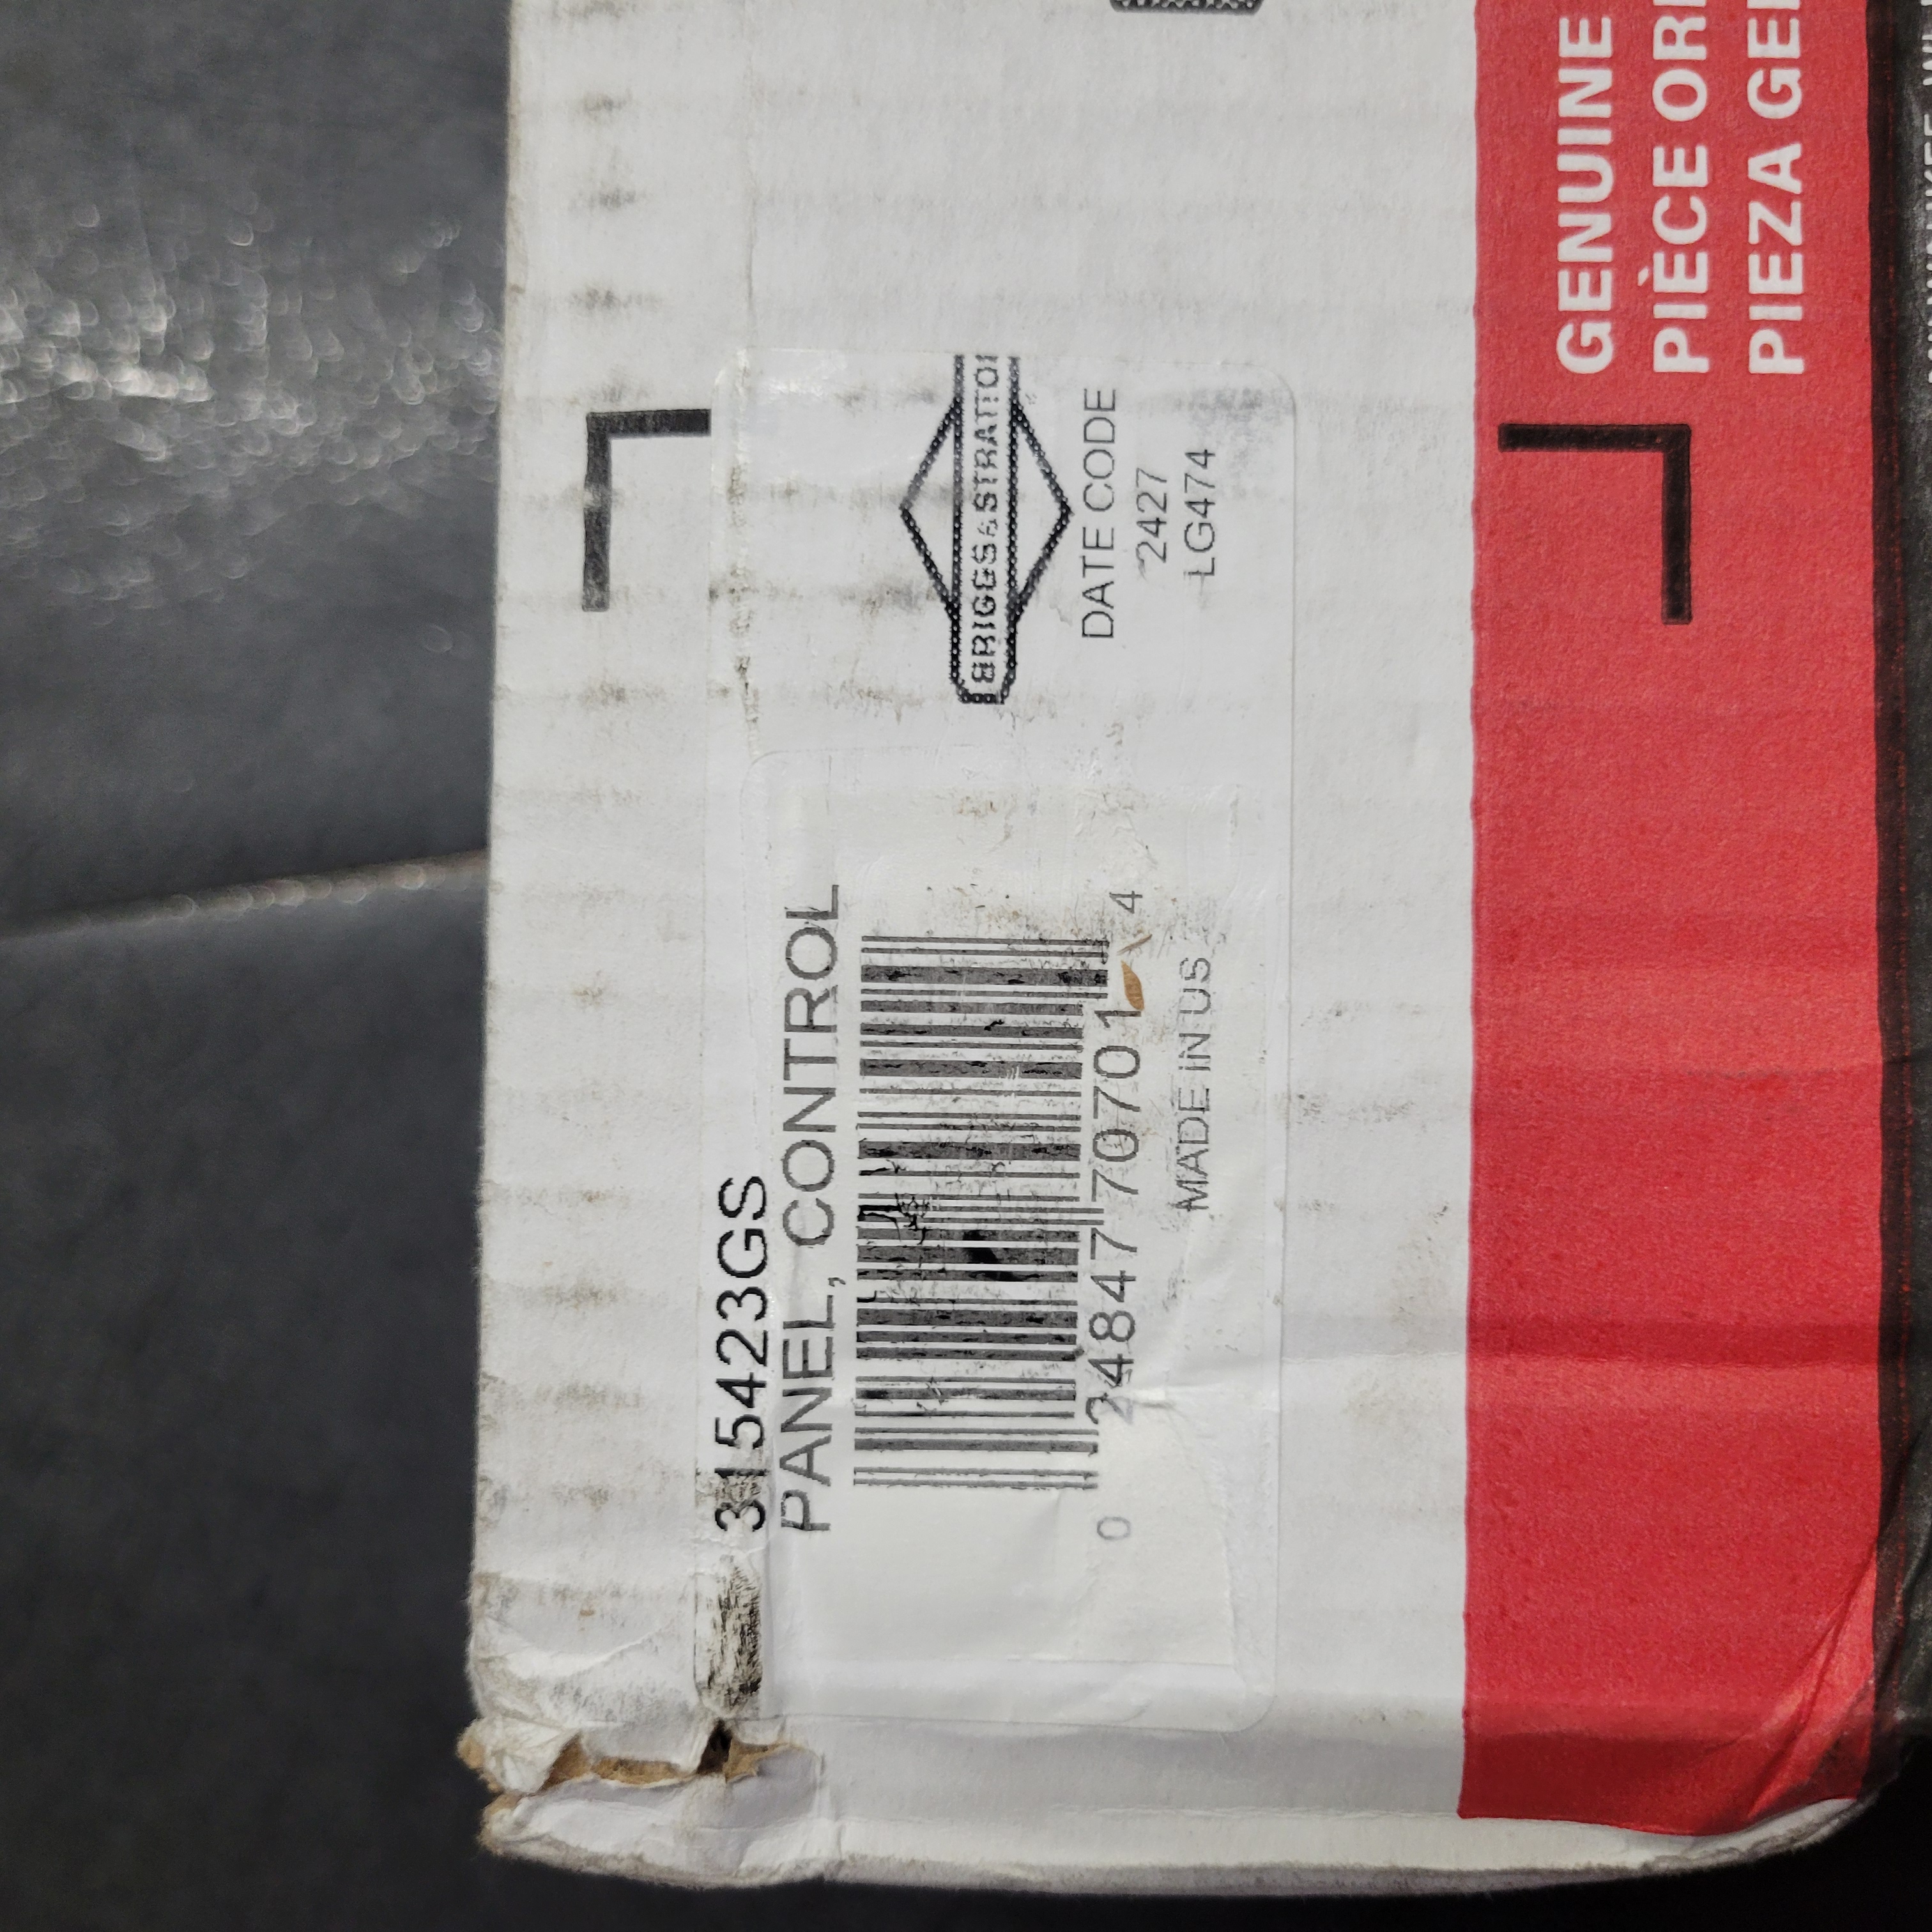 315423GS
PANEL, CONTROL
0 24847 70701 4
MADE IN US
BRIGGS&STRATTON
DATE CODE
2427
LG474
GENUINE
PIÈCE ORI
PIEZA GE